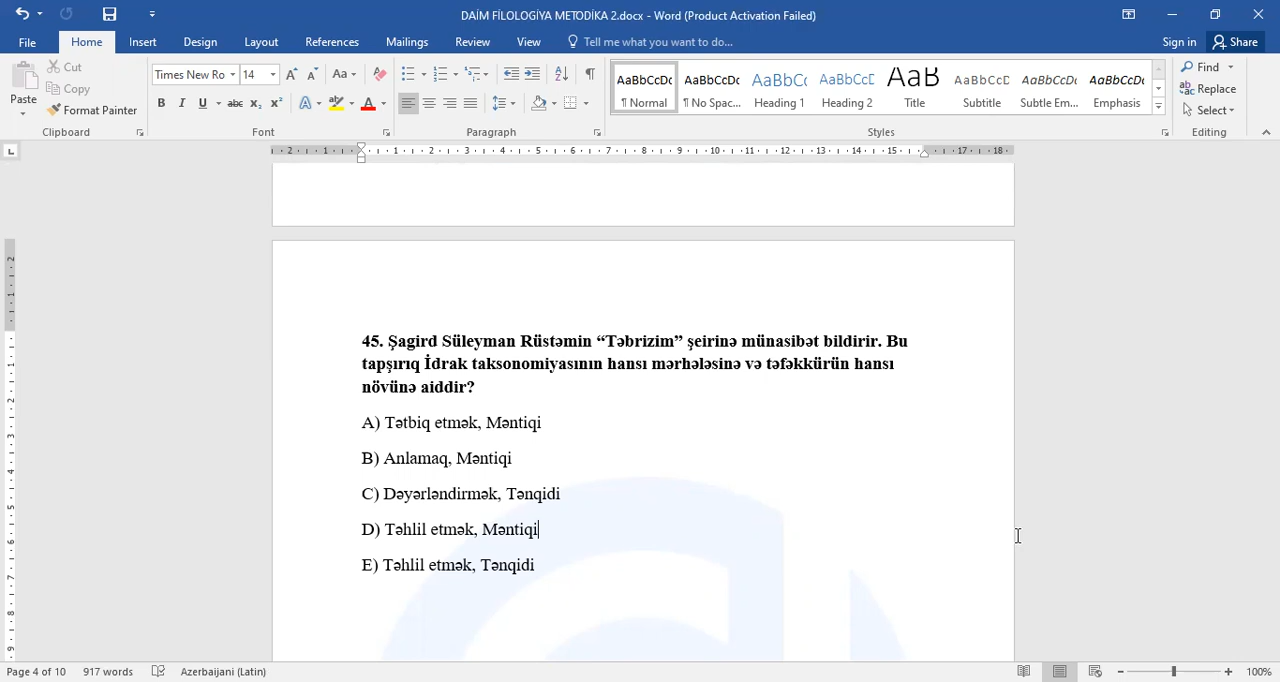 DAİM FİLOLOGİYA METODİKA 2.docx - Word (Product Activation Failed)
File Home Insert Design Layout References Mailings Review View Tell me what you want to do... Sign in Share
Paste Cut Copy Format Painter Clipboard
Times New Ro 14 Aa Font
Paragraph
AaBbCcDc AaBbCcDc AaBbCc AaBbCcE AaB AaBbCcD AaBbCcDc AaBbCcDc
¶ Normal ¶ No Spac... Heading 1 Heading 2 Title Subtitle Subtle Em... Emphasis
Styles
Find Replace Select Editing
45. Şagird Süleyman Rüstəmin “Təbrizim” şeirinə münasibət bildirir. Bu
tapşırıq İdrak taksonomiyasının hansı mərhələsinə və təfəkkürün hansı
növünə aiddir?
A) Tətbiq etmək, Məntiqi
B) Anlamaq, Məntiqi
C) Dəyərləndirmək, Tənqidi
D) Təhlil etmək, Məntiqi
E) Təhlil etmək, Tənqidi
Page 4 of 10 917 words Azerbaijani (Latin) 100%